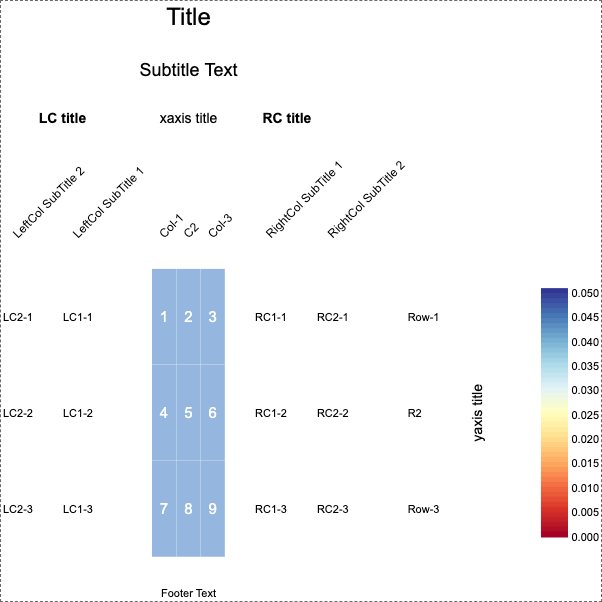 Title
Subtitle Text
LC title xaxis title RC title
LeftCol SubTitle 2 LeftCol SubTitle 1 Col-1 C2 Col-3 RightCol SubTitle 1 RightCol SubTitle 2
0.050
LC2-1 LC1-1 1 2 3 RC1-1 RC2-1 Row-1 0.045
0.040
0.035
0.030
yaxis title
LC2-2 LC1-2 4 5 6 RC1-2 RC2-2 R2 0.025
0.020
0.015
0.010
LC2-3 LC1-3 7 8 9 RC1-3 RC2-3 Row-3 0.005
0.000
Footer Text